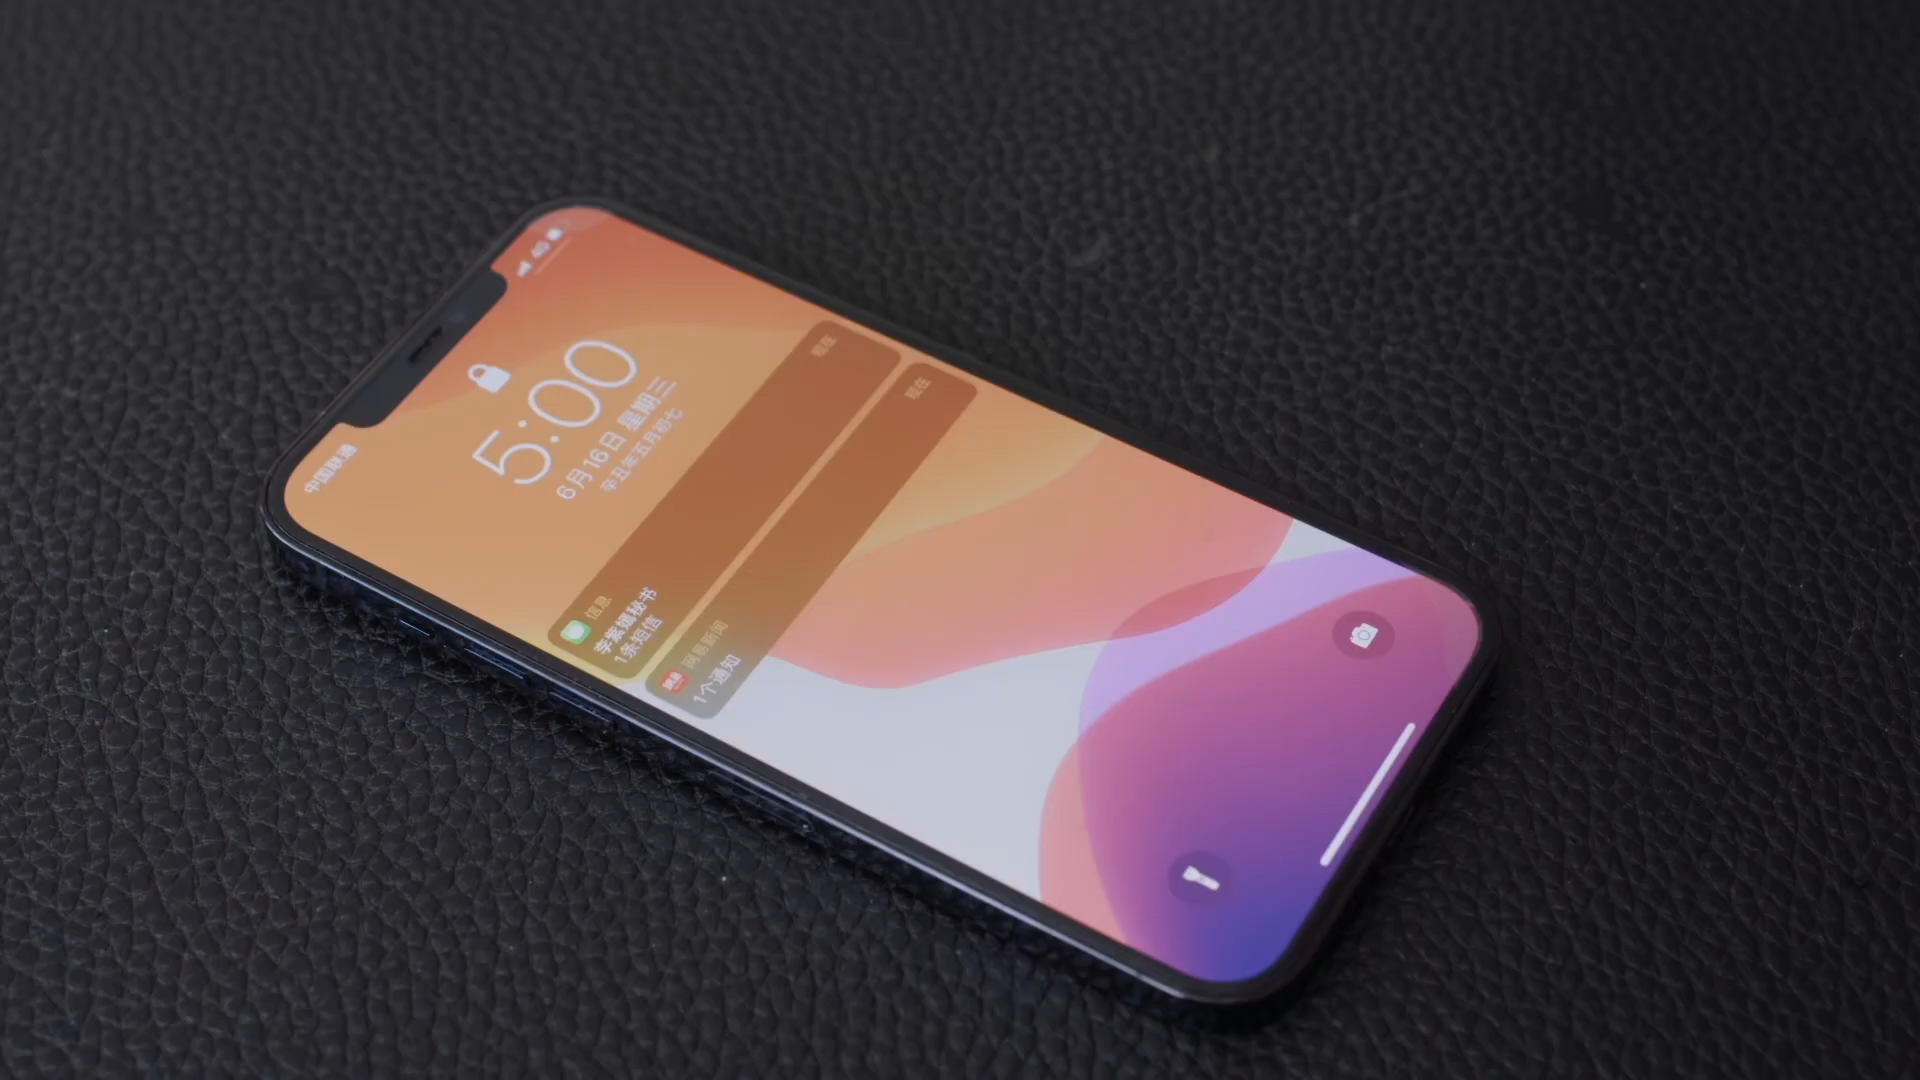 中国联通
4G
5:00
6月16日 星期三
辛丑年五月初七
信息
现在
李紫嫣秘书
1条短信
网易新闻
现在
1个通知